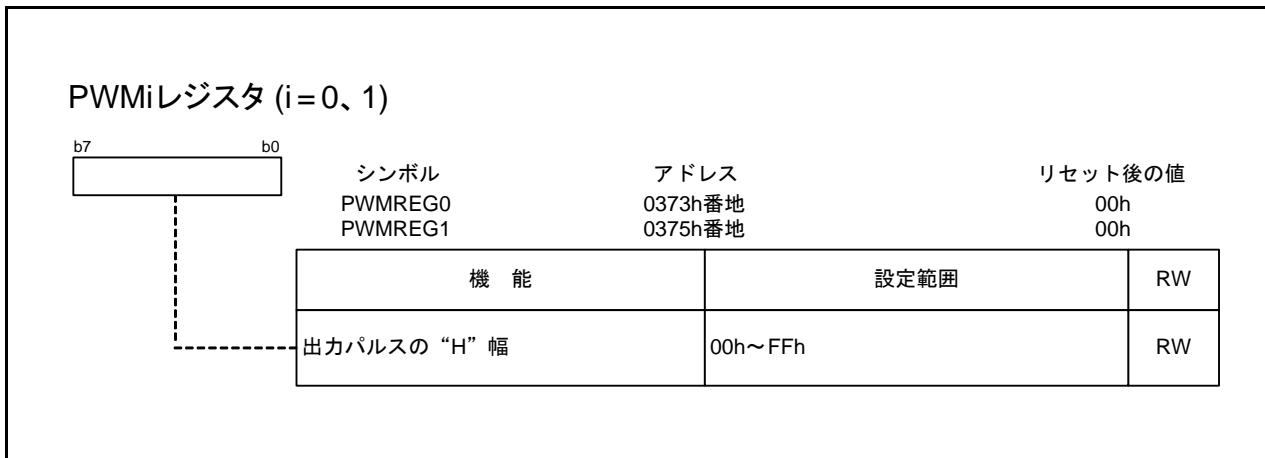 PWMiレジスタ (i=0、1)
b7 b0
シンボル アドレス リセット後の値
PWMREG0 0373h番地 00h
PWMREG1 0375h番地 00h
機 能 設定範囲 RW
出力パルスの“H”幅 00h～FFh RW